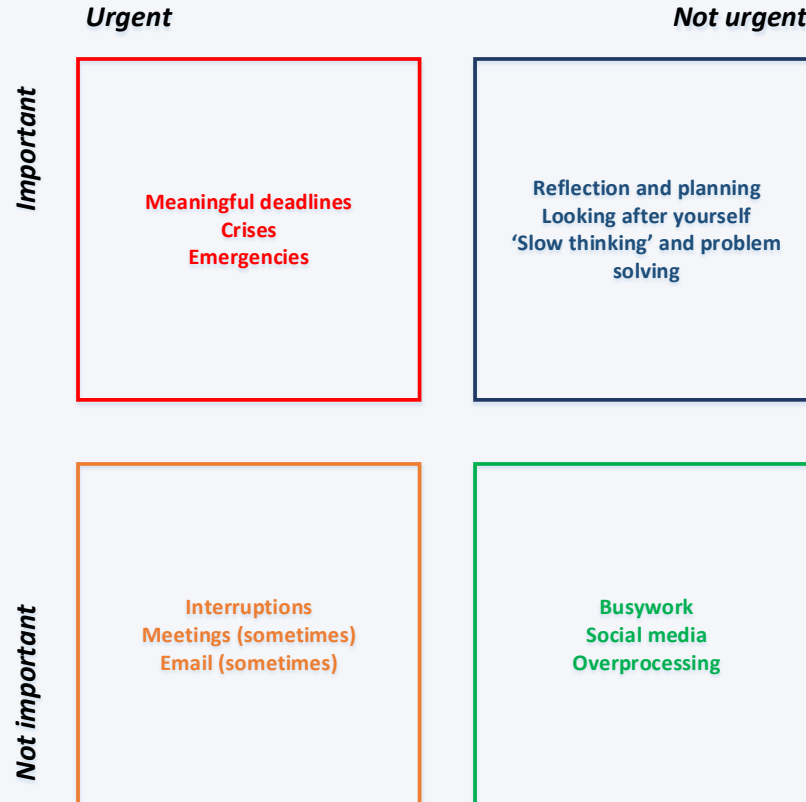 Urgent
Not urgent
Important
Meaningful deadlines
Crises
Emergencies
Reflection and planning
Looking after yourself
‘Slow thinking’ and problem
solving
Not important
Interruptions
Meetings (sometimes)
Email (sometimes)
Busywork
Social media
Overprocessing